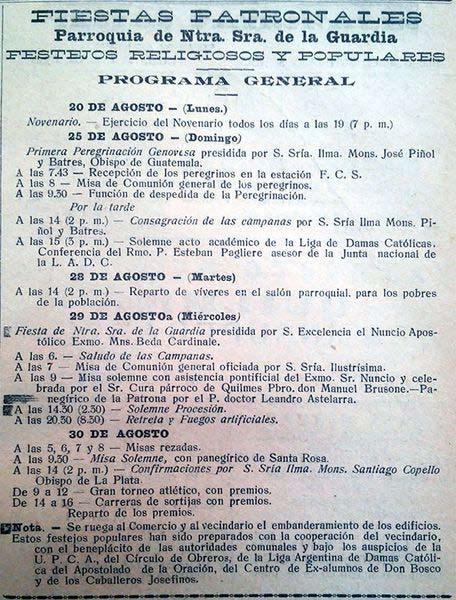 FIESTAS PATRONALES
Parroquia de Ntra. Sra. de la Guardia
FESTEJOS RELIGIOSOS Y POPULARES
PROGRAMA GENERAL
20 DE AGOSTO — (Lunes.)
Novenario. — Ejercicio del Novenario todos los días a las 19 (7 p. m.)
25 DE AGOSTO — (Domingo)
Primera Peregrinación Genovesa presidida por S. Sría. Ilma. Mons. José Piñol
y Batres, Obispo de Guatemala.
A las 7.43 — Recepción de los peregrinos en la estación F. C. S.
A las 8 — Misa de Comunión general de los peregrinos.
A las 9.30 — Función de despedida de la Peregrinación.
Por la tarde
A las 14 (2 p. m.) — Consagración de las campanas por S. Sría Ilma Mons. Pi-
ñol y Batres.
A las 15 (3 p. m.) — Solemne acto académico de la Liga de Damas Católicas.
Conferencia del Rmo. P. Esteban Pagliere asesor de la Junta nacional de
la L. A. D. C.
28 DE AGOSTO — (Martes)
A las 14 (2 p. m.) — Reparto de víveres en el salón parroquial para los pobres
de la población.
29 DE AGOSTOa (Miércoles)
Fiesta de Ntra. Sra. de la Guardia presidida por S. Excelencia el Nuncio Apos-
tólico Exmo. Mns. Beda Cardinale.
A las 6. — Saludo de las Campanas.
A las 7 — Misa de Comunión general oficiada por S. Sría. Ilustrísima.
A las 9 — Misa solemne con asistencia pontifical del Exmo. Sr. Nuncio y cele-
brada por el Sr. Cura párroco de Quilmes Pbro. don Manuel Brusone.—Pa-
negírico de la Patrona por el P. doctor Leandro Astelarra.
A las 14.30 (2.30) — Solemne Procesión.
A las 20.30 (8.30) — Retreta y Fuegos artificiales.
30 DE AGOSTO
A las 5, 6, 7 y 8 — Misas rezadas.
A las 9.30 — Misa Solemne, con panegírico de Santa Rosa.
A las 14 (2 p. m.) — Confirmaciones por S. Sría Ilma. Mons. Santiago Copello
Obispo de La Plata.
De 9 a 12 — Gran torneo atlético, con premios.
De 14 a 16 — Carreras de sortijas con premios.
Reparto de los premios.
Nota. — Se ruega al Comercio y al vecindario el embanderamiento de los edificios.
Estos festejos populares han sido preparados con la cooperación del vecindario,
con el beneplácito de las autoridades comunales y bajo los auspicios de la
U. P. C. A., del Círculo de Obreros, de la Liga Argentina de Damas Católic
del Apostolado de la Oración, del Centro de Ex-alumnos de Don Bosco
y de los Caballeros Josefinos.